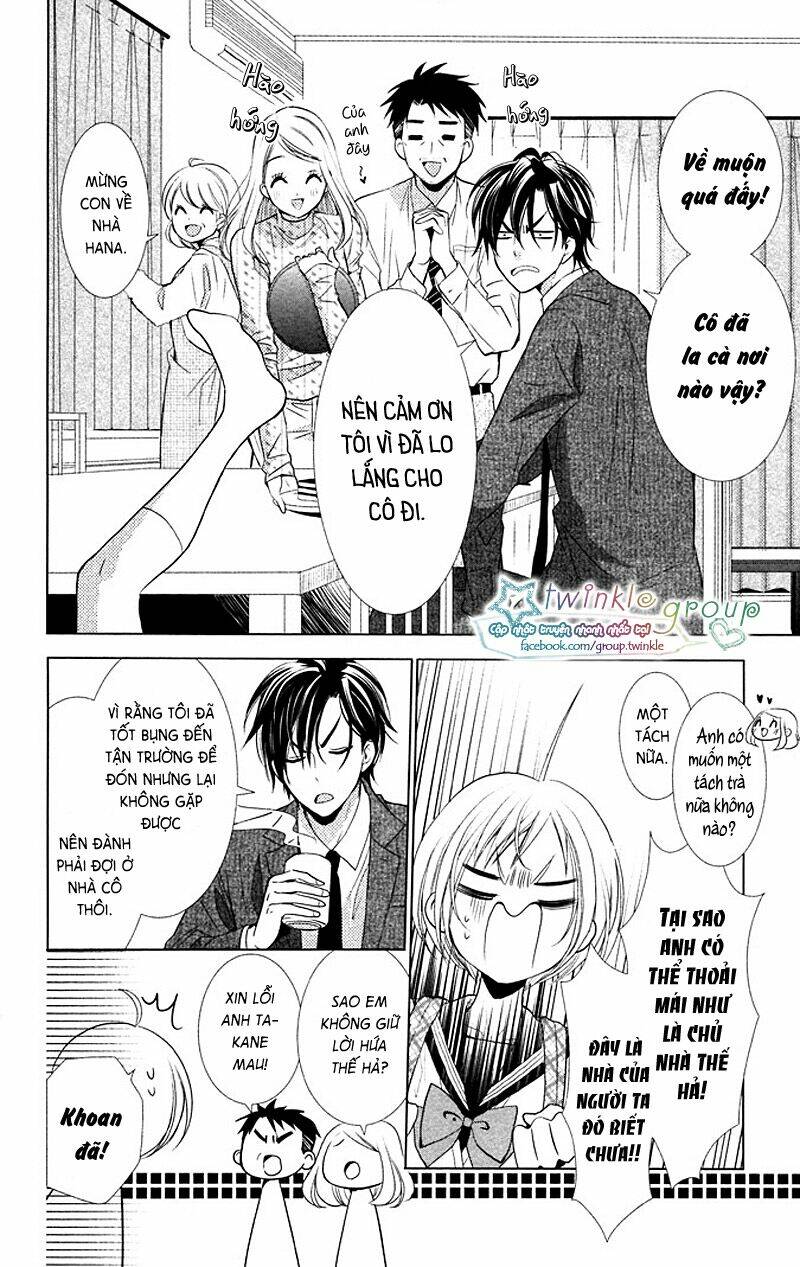 Về muộn
quá đấy!
Cô đã
la cà nơi
nào vậy?
Hão
hứng
Của
anh
đây
Hão
hứng
MỪNG
CON VỀ
NHÀ
HANA.
NÊN CẢM ƠN
TÔI VÌ ĐÃ LO
LẮNG CHO
CÔ ĐI.
twinkle group
cập nhật truyện nhanh nhất tại
facebook.com/group.twinkle
Anh có
muốn một
tách trà
nữa không
nào?
MỘT
TÁCH
NỮA.
TẠI SAO
ANH CÓ
THỂ THOẢI
MÁI NHƯ
LÀ CHỦ
NHÀ THẾ
HẢ!
ĐÂY LÀ
NHÀ CỦA
NGƯỜI TA
ĐÓ BIẾT
CHƯA!!
VÌ RẰNG TÔI ĐÃ
TỐT BỤNG ĐẾN
TẬN TRƯỜNG ĐỂ
ĐÓN NHƯNG LẠI
KHÔNG GẶP
ĐƯỢC
NÊN ĐÀNH
PHẢI ĐỢI Ở
NHÀ CÔ
THÔI.
SAO EM
KHÔNG GIỮ
LỜI HỨA
THẾ HẢ?
XIN LỖI
ANH TA-
KANE
MAU!
Khoan
đã!